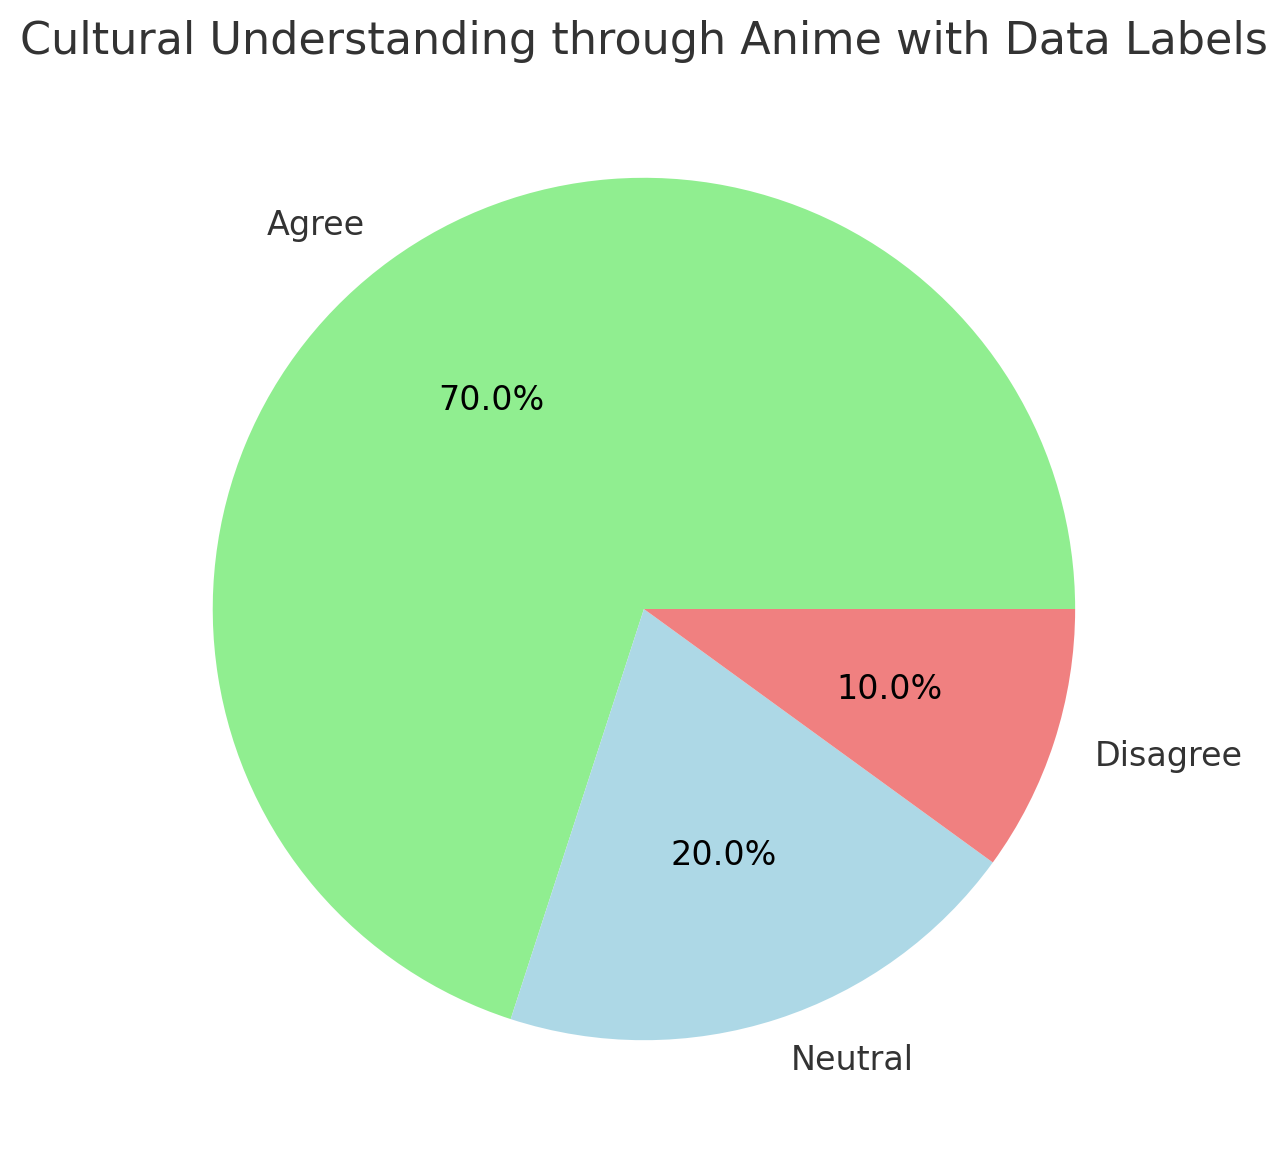 Cultural Understanding through Anime with Data Labels
Agree
70.0%
10.0%
Disagree
20.0%
Neutral